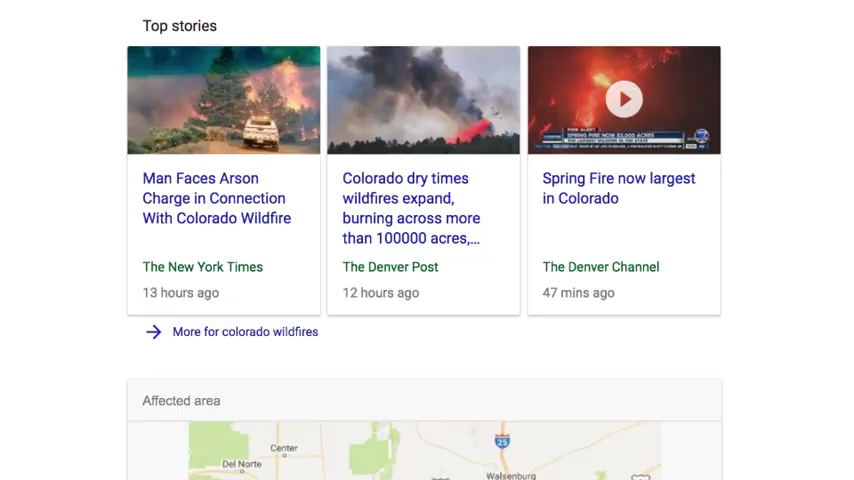 Top stories
FIRE ALERT
SPRING FIRE NOW 53,000 ACRES
Man Faces Arson
Charge in Connection
With Colorado Wildfire
The New York Times
13 hours ago
Colorado dry times
wildfires expand,
burning across more
than 100000 acres,...
The Denver Post
12 hours ago
Spring Fire now largest
in Colorado
The Denver Channel
47 mins ago
More for colorado wildfires
Affected area
Center
25
Del Norte
Walsenburg